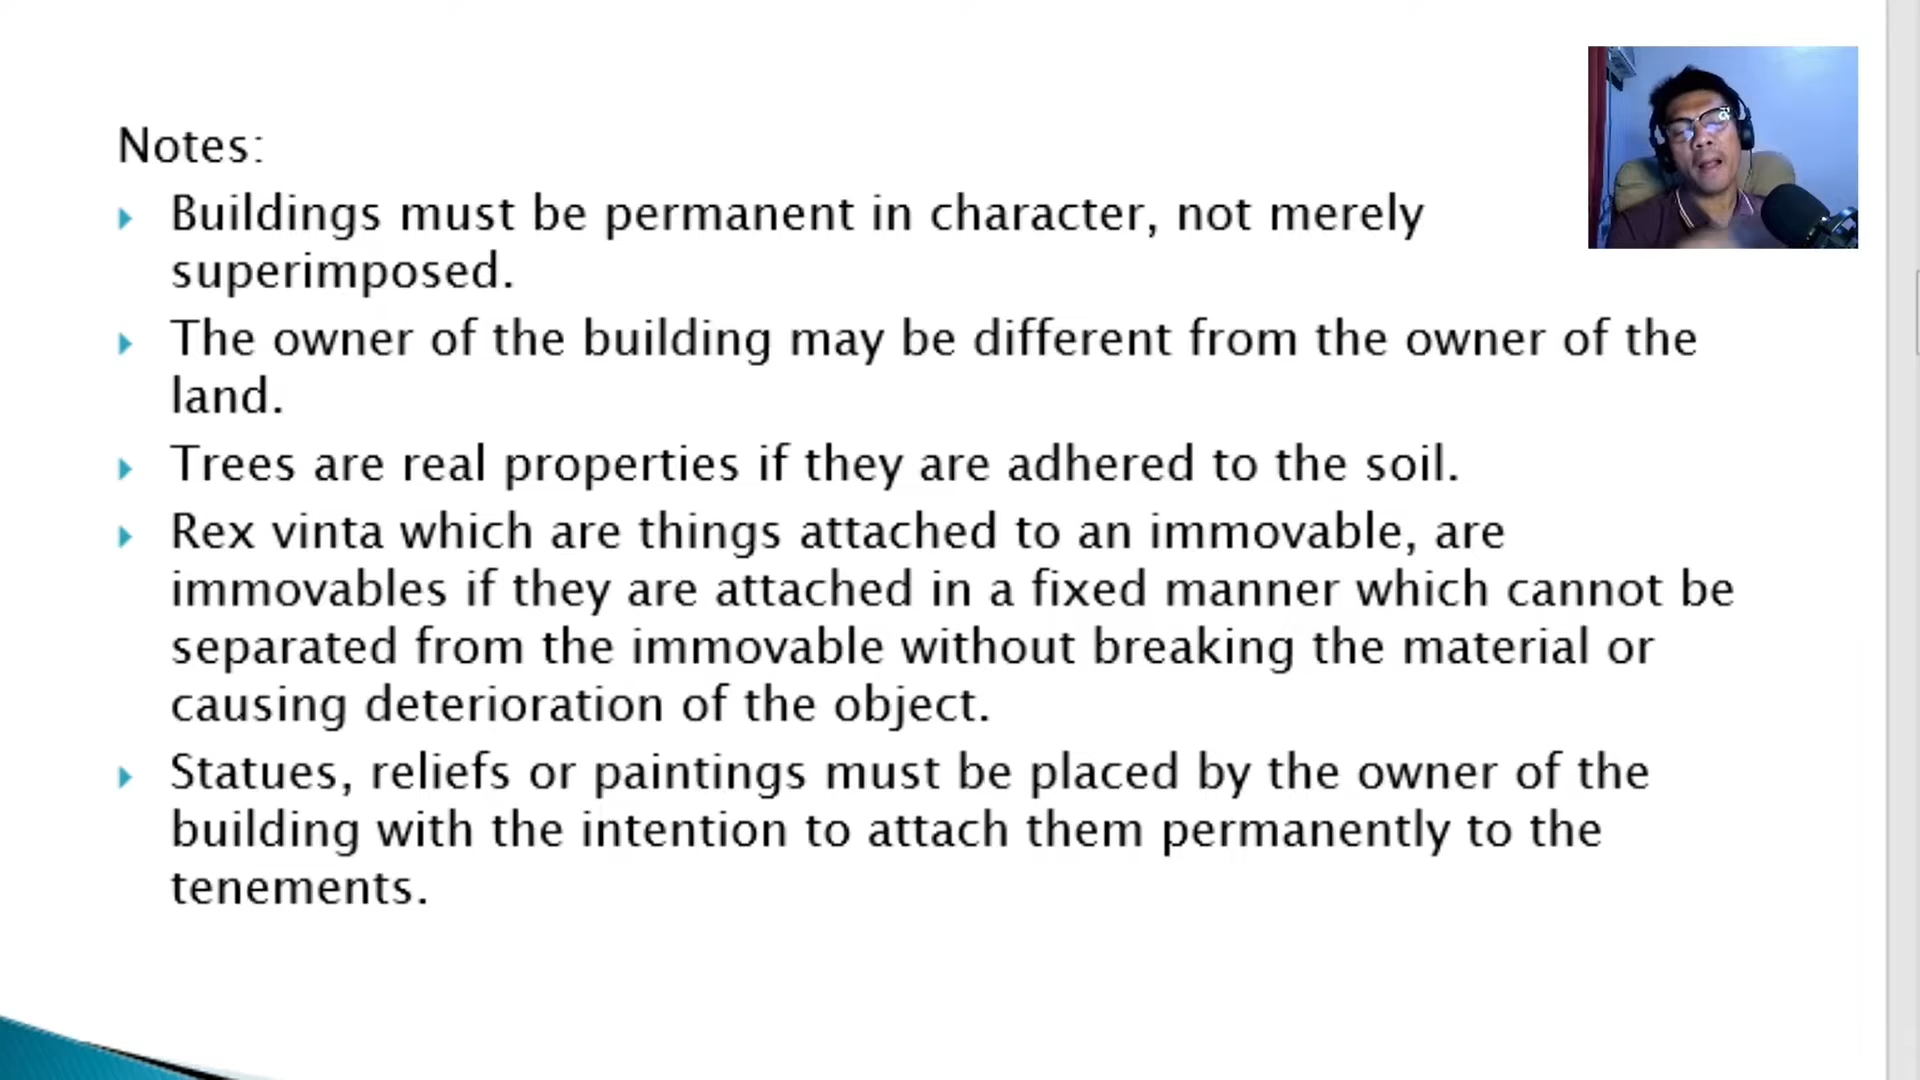 Notes:
Buildings must be permanent in character, not merely
superimposed.
The owner of the building may be different from the owner of the
land.
Trees are real properties if they are adhered to the soil.
Rex vinta which are things attached to an immovable, are
immovables if they are attached in a fixed manner which cannot be
separated from the immovable without breaking the material or
causing deterioration of the object.
Statues, reliefs or paintings must be placed by the owner of the
building with the intention to attach them permanently to the
tenements.